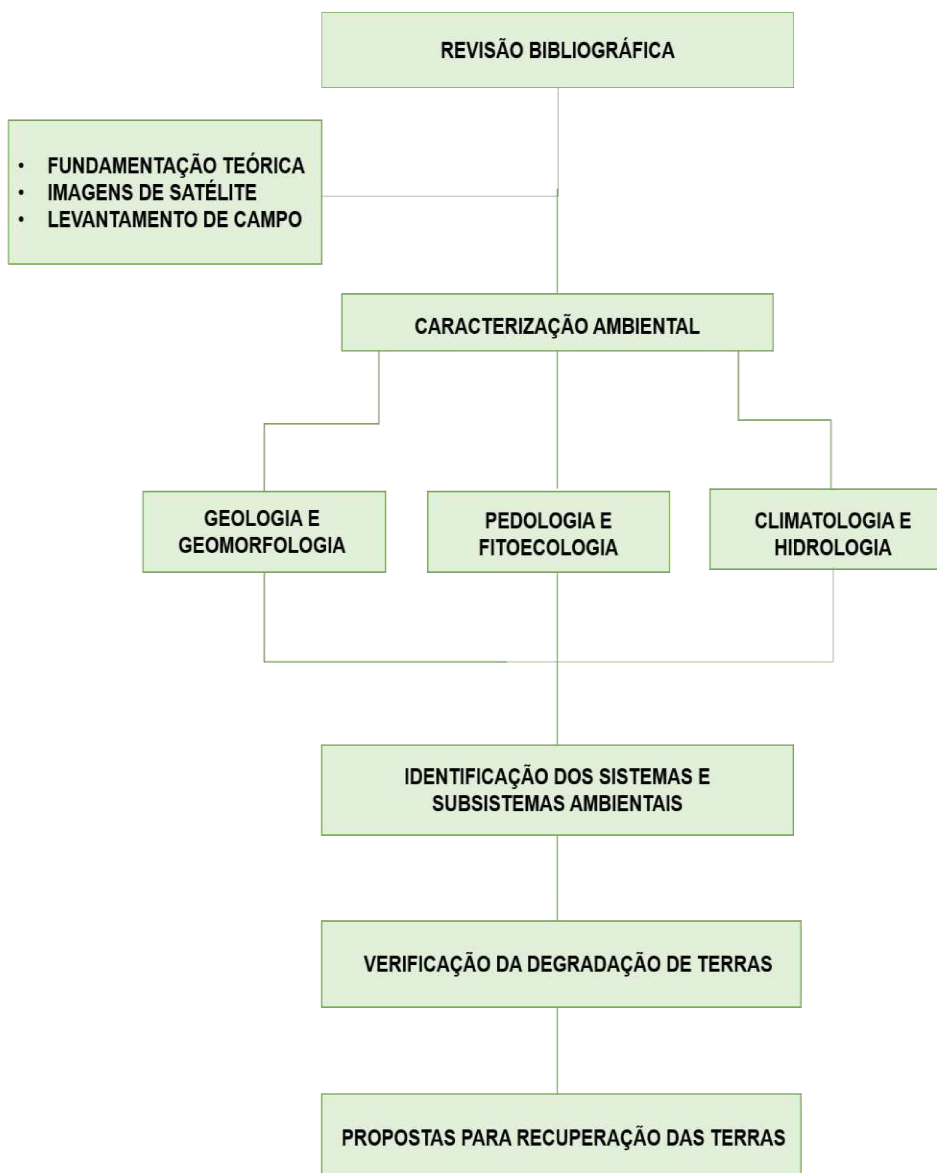 REVISÃO BIBLIOGRÁFICA
• FUNDAMENTAÇÃO TEÓRICA
• IMAGENS DE SATÉLITE
• LEVANTAMENTO DE CAMPO
CARACTERIZAÇÃO AMBIENTAL
GEOLOGIA E
GEOMORFOLOGIA
PEDOLOGIA E
FITOECOLOGIA
CLIMATOLOGIA E
HIDROLOGIA
IDENTIFICAÇÃO DOS SISTEMAS E
SUBSISTEMAS AMBIENTAIS
VERIFICAÇÃO DA DEGRADAÇÃO DE TERRAS
PROPOSTAS PARA RECUPERAÇÃO DAS TERRAS